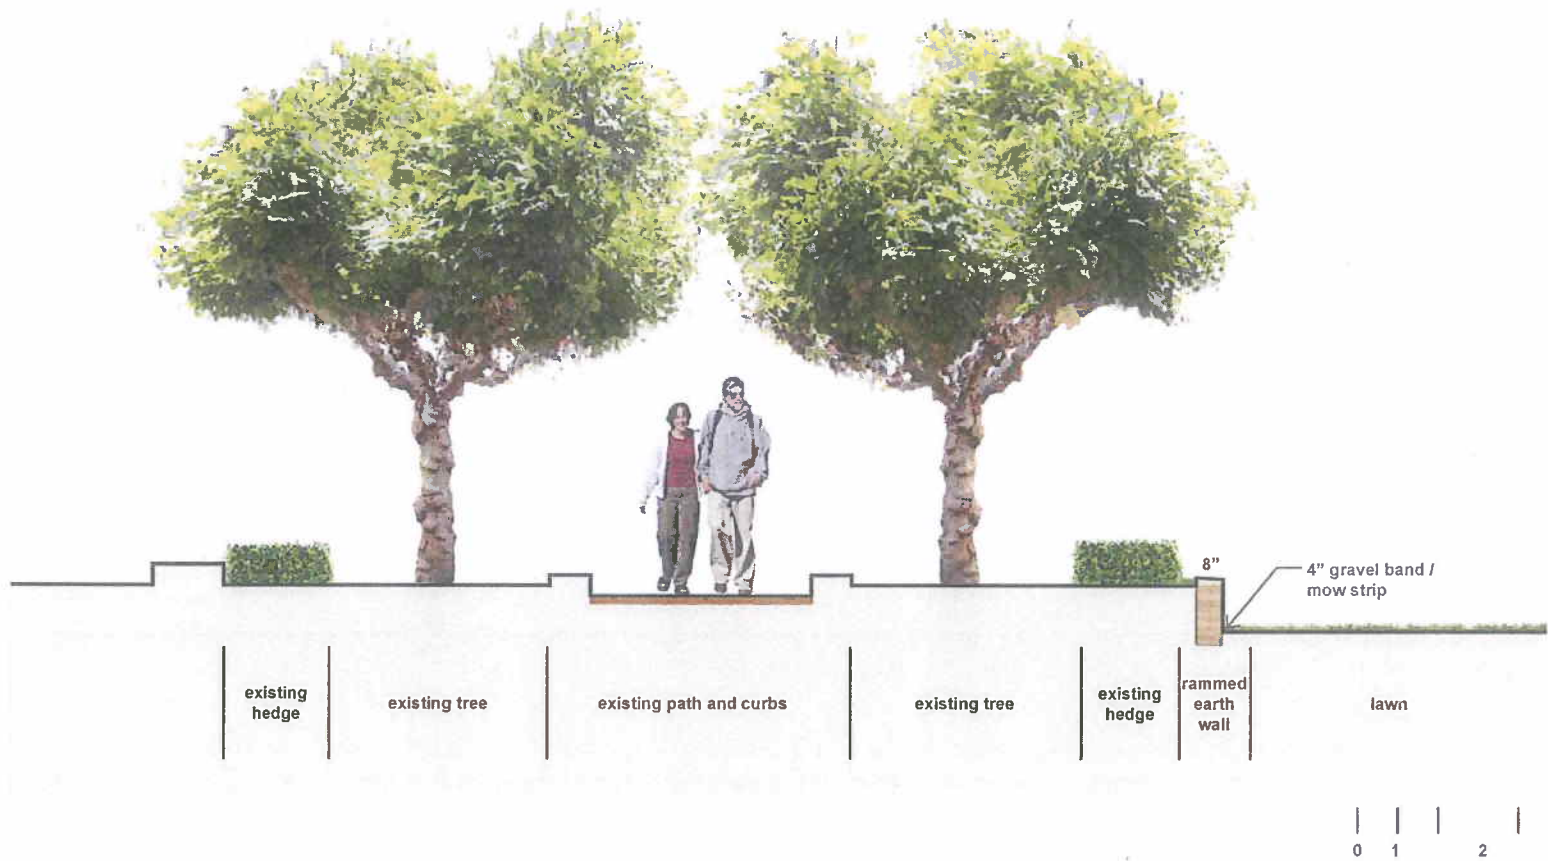 8"
4" gravel band /
mow strip
existing
hedge
existing tree
existing path and curbs
existing tree
existing
hedge
rammed
earth
wall
lawn
0 1 2